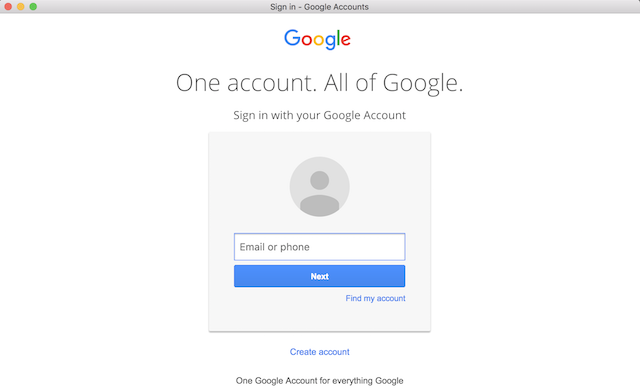 Sign in - Google Accounts
Google
One account. All of Google.
Sign in with your Google Account
Email or phone
Next
Find my account
Create account
One Google Account for everything Google